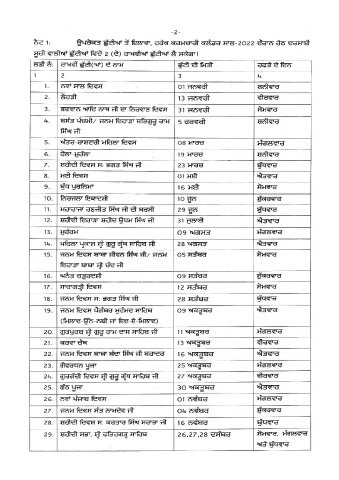 -2-
ਨੋਟ 1: ਉਪਰੋਕਤ ਛੁੱਟੀਆਂ ਤੋਂ ਇਲਾਵਾ, ਹਰੇਕ ਕਰਮਚਾਰੀ ਕਲੰਡਰ ਸਾਲ-2022 ਦੌਰਾਨ ਹੇਠ ਦਰਸਾਈ
ਸੂਚੀ ਵਾਲੀਆਂ ਛੁੱਟੀਆਂ ਵਿਚੋਂ 2 (ਦੋ) ਰਾਖਵੀਆਂ ਛੁੱਟੀਆਂ ਲੈ ਸਕੇਗਾ।
ਲੜੀ ਨੰ: ਰਾਖਵੀਂ ਛੁੱਟੀ(ਆਂ) ਦੇ ਨਾਮ ਛੁੱਟੀ ਦੀ ਮਿਤੀ ਹਫਤੇ ਦੇ ਦਿਨ
1 2 3 4
1. ਨਵਾਂ ਸਾਲ ਦਿਵਸ 01 ਜਨਵਰੀ ਸ਼ਨੀਵਾਰ
2. ਲੋਹੜੀ 13 ਜਨਵਰੀ ਵੀਰਵਾਰ
3. ਭਗਵਾਨ ਆਦਿ ਨਾਥ ਜੀ ਦਾ ਨਿਰਵਾਣ ਦਿਵਸ 31 ਜਨਵਰੀ ਸੋਮਵਾਰ
4. ਬਸੰਤ ਪੰਚਮੀ/ ਜਨਮ ਦਿਹਾੜਾ ਸਤਿਗੁਰੂ ਰਾਮ 5 ਫਰਵਰੀ ਸ਼ਨੀਵਾਰ
ਸਿੰਘ ਜੀ
5. ਅੰਤਰ-ਰਾਸ਼ਟਰੀ ਮਹਿਲਾ ਦਿਵਸ 08 ਮਾਰਚ ਮੰਗਲਵਾਰ
6. ਹੋਲਾ ਮੁਹੱਲਾ 19 ਮਾਰਚ ਸ਼ਨੀਵਾਰ
7. ਸ਼ਹੀਦੀ ਦਿਵਸ ਸ. ਭਗਤ ਸਿੰਘ ਜੀ 23 ਮਾਰਚ ਬੁੱਧਵਾਰ
8. ਮਈ ਦਿਵਸ 01 ਮਈ ਐਤਵਾਰ
9. ਬੁੱਧ ਪੁਰਨਿਮਾ 16 ਮਈ ਸੋਮਵਾਰ
10. ਨਿਰਜਲਾ ਇਕਾਦਸ਼ੀ 10 ਜੂਨ ਸ਼ੁੱਕਰਵਾਰ
11. ਮਹਾਰਾਜਾ ਰਣਜੀਤ ਸਿੰਘ ਜੀ ਦੀ ਬਰਸੀ 29 ਜੂਨ ਬੁੱਧਵਾਰ
12. ਸ਼ਹੀਦੀ ਦਿਹਾੜਾ ਸ਼ਹੀਦ ਊਧਮ ਸਿੰਘ ਜੀ 31 ਜੁਲਾਈ ਐਤਵਾਰ
13. ਮੁਹੱਰਮ 09 ਅਗਸਤ ਮੰਗਲਵਾਰ
14. ਪਹਿਲਾ ਪ੍ਰਕਾਸ਼ ਸ਼੍ਰੀ ਗੁਰੂ ਗ੍ਰੰਥ ਸਾਹਿਬ ਜੀ 28 ਅਗਸਤ ਐਤਵਾਰ
15. ਜਨਮ ਦਿਵਸ ਬਾਬਾ ਜੀਵਨ ਸਿੰਘ ਜੀ/ ਜਨਮ 05 ਸਤੰਬਰ ਸੋਮਵਾਰ
ਦਿਹਾੜਾ ਬਾਬਾ ਸ਼੍ਰੀ ਚੰਦ ਜੀ
16. ਅਨੰਤ ਚਤੁਰਦਸ਼ੀ 09 ਸਤੰਬਰ ਸ਼ੁੱਕਰਵਾਰ
17. ਸਾਰਾਗੜ੍ਹੀ ਦਿਵਸ 12 ਸਤੰਬਰ ਸੋਮਵਾਰ
18. ਜਨਮ ਦਿਵਸ ਸ: ਭਗਤ ਸਿੰਘ ਜੀ 28 ਸਤੰਬਰ ਬੁੱਧਵਾਰ
19. ਜਨਮ ਦਿਵਸ ਪੈਗੰਬਰ ਮੁਹੰਮਦ ਸਾਹਿਬ 09 ਅਕਤੂਬਰ ਐਤਵਾਰ
(ਮਿਲਾਦ-ਉਨ-ਨਬੀ ਜਾਂ ਇਦ-ਏ-ਮਿਲਾਦ)
20. ਗੁਰਪੁਰਬ ਸ਼੍ਰੀ ਗੁਰੂ ਰਾਮ ਦਾਸ ਸਾਹਿਬ ਜੀ 11 ਅਕਤੂਬਰ ਮੰਗਲਵਾਰ
21. ਕਰਵਾ ਚੌਥ 13 ਅਕਤੂਬਰ ਵੀਰਵਾਰ
22. ਜਨਮ ਦਿਵਸ ਬਾਬਾ ਬੰਦਾ ਸਿੰਘ ਜੀ ਬਹਾਦਰ 16 ਅਕਤੂਬਰ ਐਤਵਾਰ
23. ਗੋਵਰਧਨ ਪੂਜਾ 25 ਅਕਤੂਬਰ ਮੰਗਲਵਾਰ
24. ਗੁਰਗੱਦੀ ਦਿਵਸ ਸ਼੍ਰੀ ਗੁਰੂ ਗ੍ਰੰਥ ਸਾਹਿਬ ਜੀ 27 ਅਕਤੂਬਰ ਵੀਰਵਾਰ
25. ਛੱਠ ਪੂਜਾ 30 ਅਕਤੂਬਰ ਐਤਵਾਰ
26. ਨਵਾਂ ਪੰਜਾਬ ਦਿਵਸ 01 ਨਵੰਬਰ ਮੰਗਲਵਾਰ
27. ਜਨਮ ਦਿਵਸ ਸੰਤ ਨਾਮਦੇਵ ਜੀ 04 ਨਵੰਬਰ ਸ਼ੁੱਕਰਵਾਰ
28. ਸ਼ਹੀਦੀ ਦਿਵਸ ਸ. ਕਰਤਾਰ ਸਿੰਘ ਸਰਾਭਾ ਜੀ 16 ਨਵੰਬਰ ਬੁੱਧਵਾਰ
29. ਸ਼ਹੀਦੀ ਸਭਾ, ਸ਼੍ਰੀ ਫਤਿਹਗੜ੍ਹ ਸਾਹਿਬ 26,27,28 ਦਸੰਬਰ ਸੋਮਵਾਰ, ਮੰਗਲਵਾਰ
ਅਤੇ ਬੁੱਧਵਾਰ